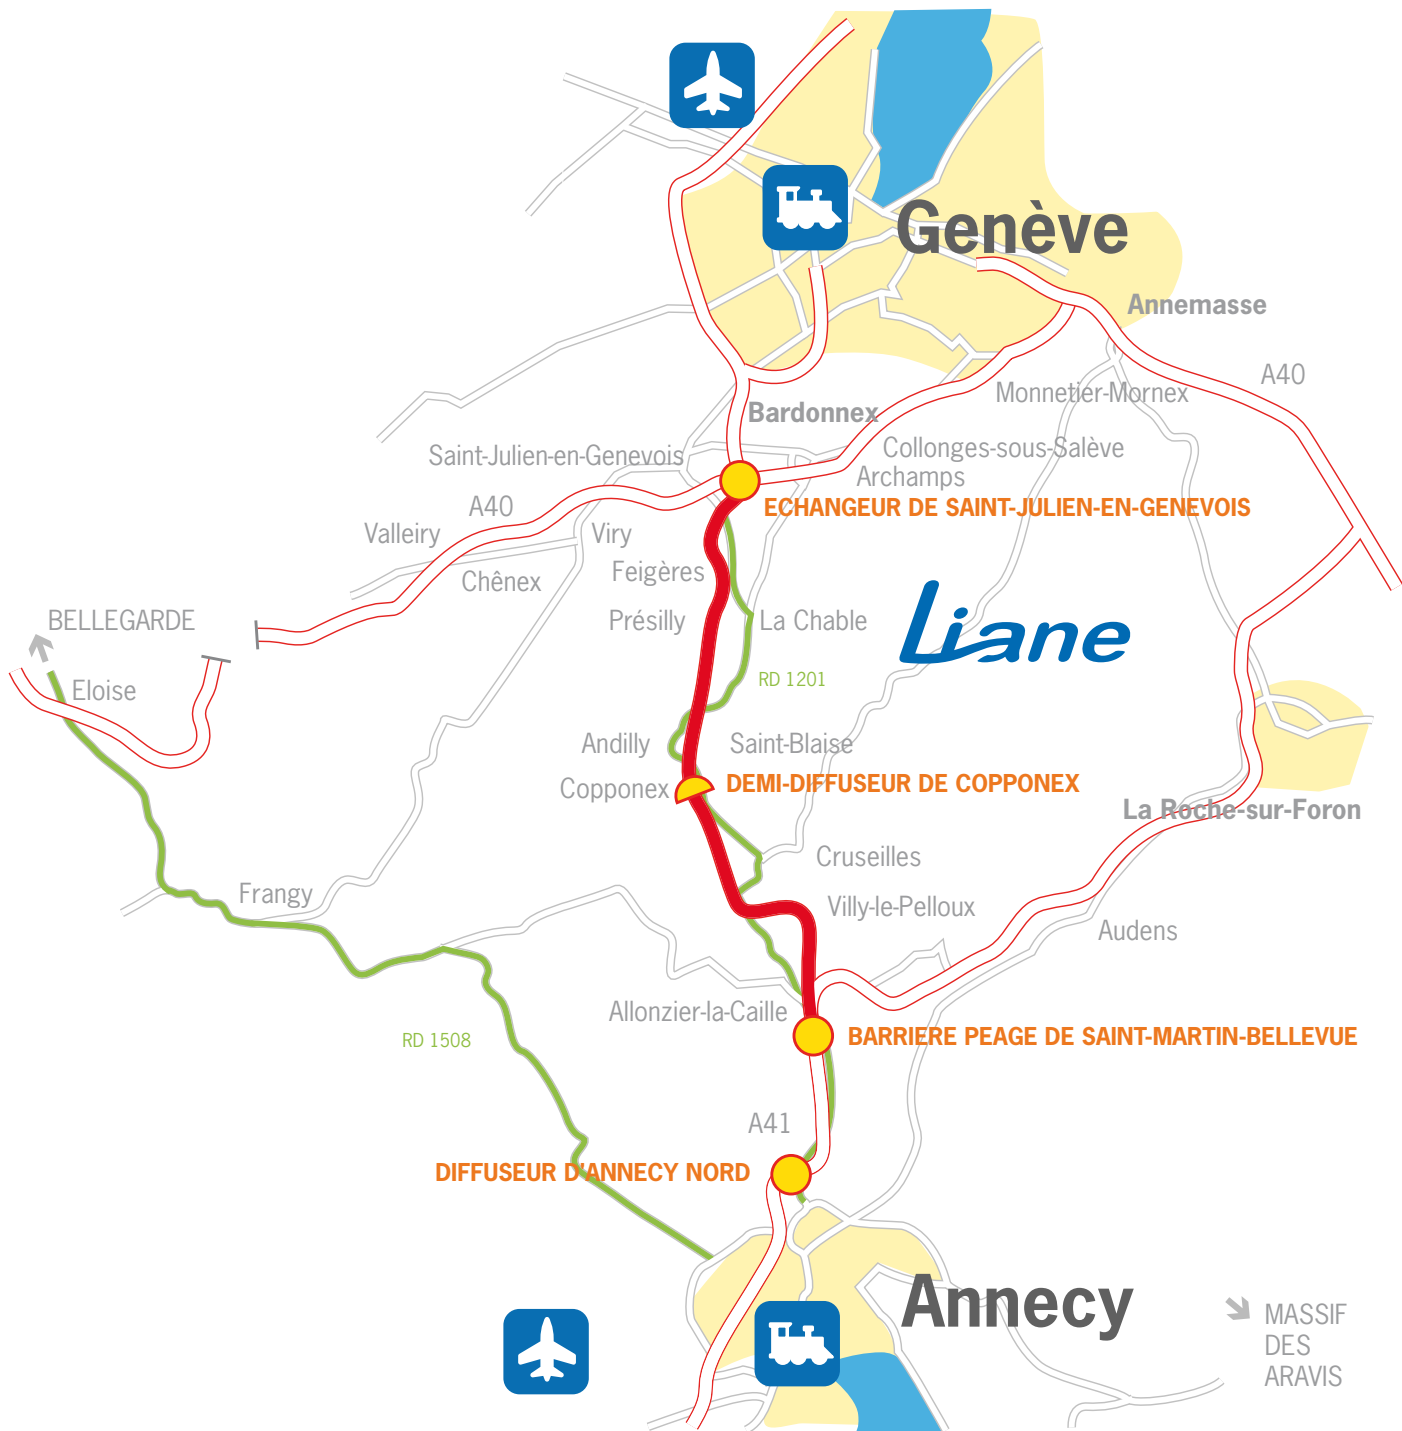 Genève
Annemasse
A40
Monnetier-Mornex
Bardonnex
Collonges-sous-Salève
Saint-Julien-en-Genevois
Archamps
A40
ECHANGEUR DE SAINT-JULIEN-EN-GENEVOIS
Valleiry
Viry
Feigères
Chênex
BELLEGARDE
Présilly
La Chable
Liane
RD 1201
Eloise
Andilly
Saint-Blaise
Copponex
DEMI-DIFFUSEUR DE COPPONEX
La Roche-sur-Foron
Cruseilles
Frangy
Villy-le-Pelloux
Audens
Allonzier-la-Caille
RD 1508
BARRIERE PEAGE DE SAINT-MARTIN-BELLEVUE
A41
DIFFUSEUR D'ANNECY NORD
Annecy
MASSIF
DES
ARAVIS